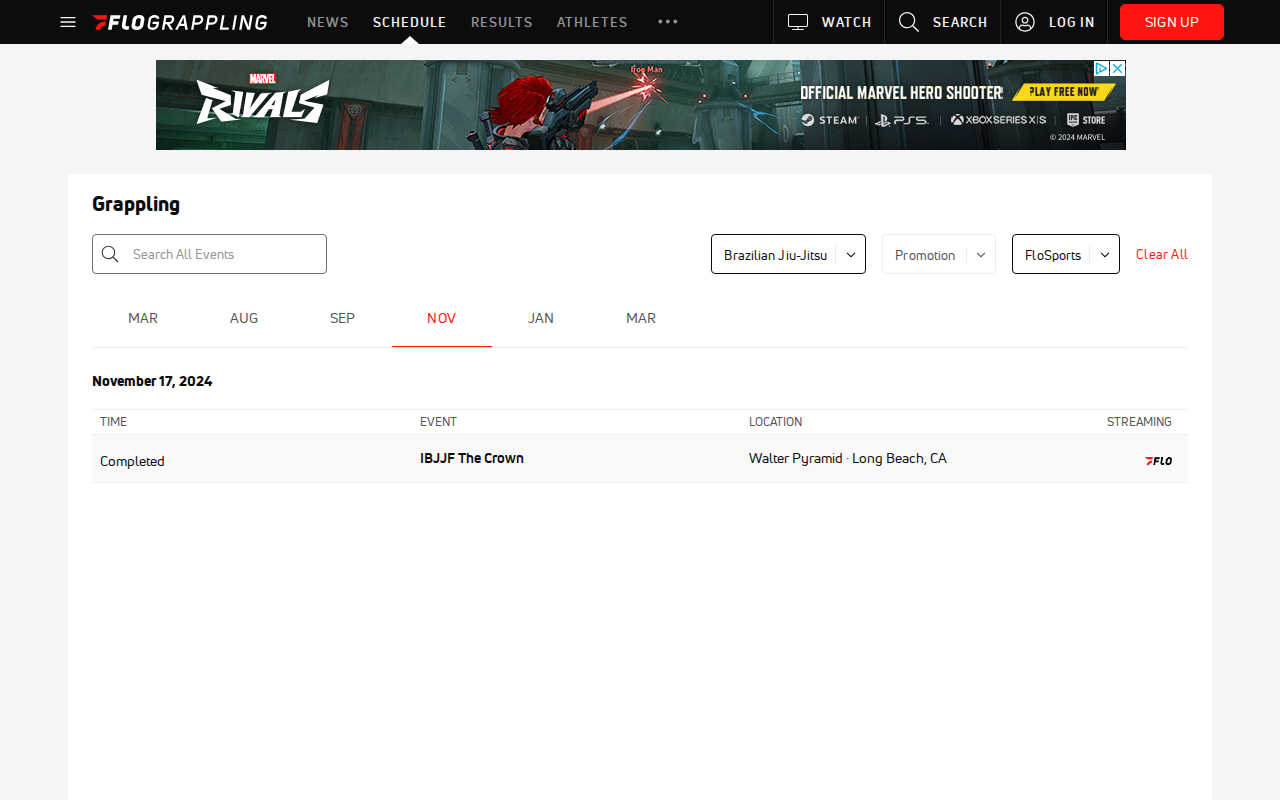 FLOGRAPPLING NEWS SCHEDULE RESULTS ATHLETES WATCH SEARCH LOG IN SIGN UP
MARVEL
RIVALS
Iron Man
OFFICIAL MARVEL HERO SHOOTER PLAY FREE NOW
STEAM PS5 XBOX SERIES X|S EPIC GAMES STORE
© 2024 MARVEL
Grappling
Search All Events Brazilian Jiu-Jitsu Promotion FloSports Clear All
MAR AUG SEP NOV JAN MAR
November 17, 2024
TIME EVENT LOCATION STREAMING
Completed IBJJF The Crown Walter Pyramid · Long Beach, CA FLO